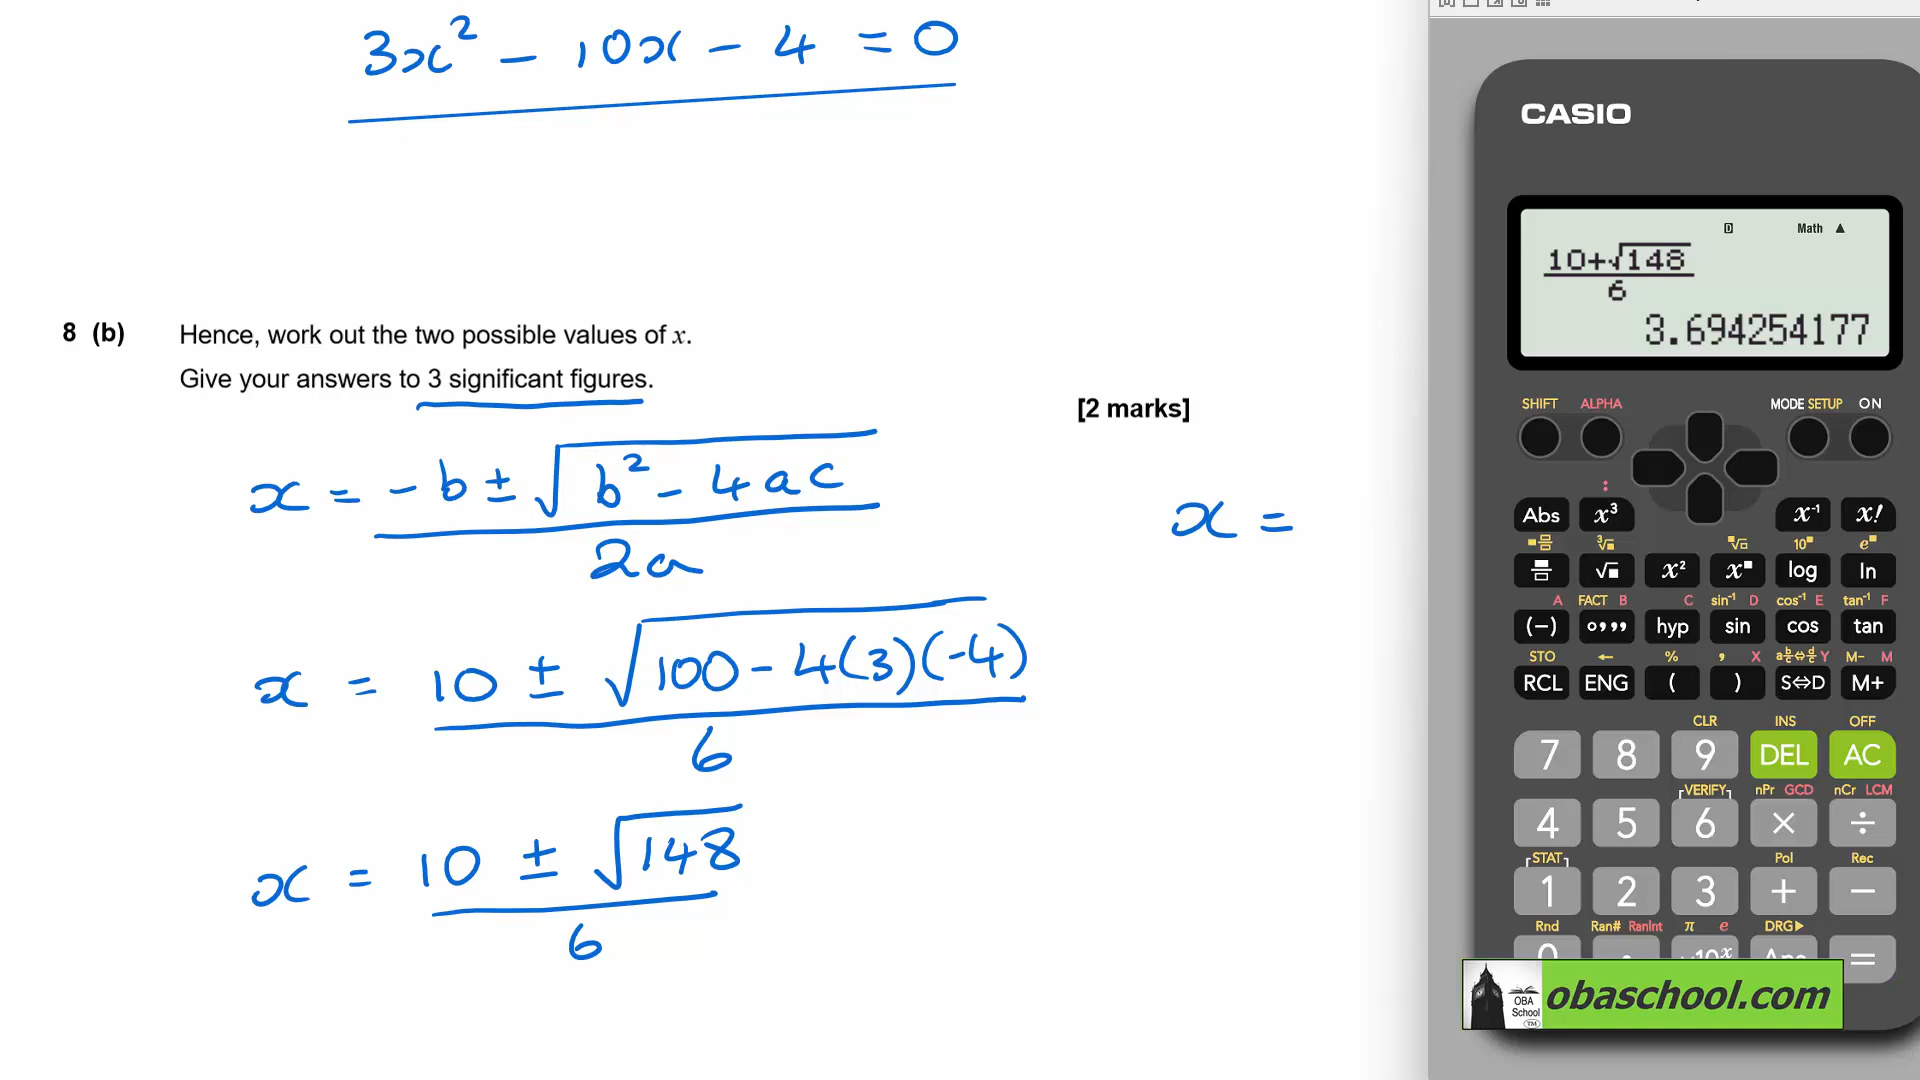 3x² - 10x - 4 = 0
8 (b) Hence, work out the two possible values of x.
Give your answers to 3 significant figures.
[2 marks]
x = -b ± √(b² - 4ac)
2a
x =
x = 10 ± √(100 - 4(3)(-4)
6
x = 10 ± √148
6
CASIO
D Math ▲
10+√148
6
3.694254177
SHIFT ALPHA MODE SETUP ON
:
Abs x³ x⁻¹ x!
³√■ ■√□ 10■ e■
√■ x² x■ log ln
A FACT B C sin⁻¹ D cos⁻¹ E tan⁻¹ F
(−) °,,, hyp sin cos tan
STO ← % , X a b/c⇔d/c Y M− M
RCL ENG ( ) S⇔D M+
CLR INS OFF
7 8 9 DEL AC
VERIFY nPr GCD nCr LCM
4 5 6 × ÷
STAT Pol Rec
1 2 3 + −
Rnd Ran# RanInt π e DRG▶
=
OBA
School
TM
obaschool.com